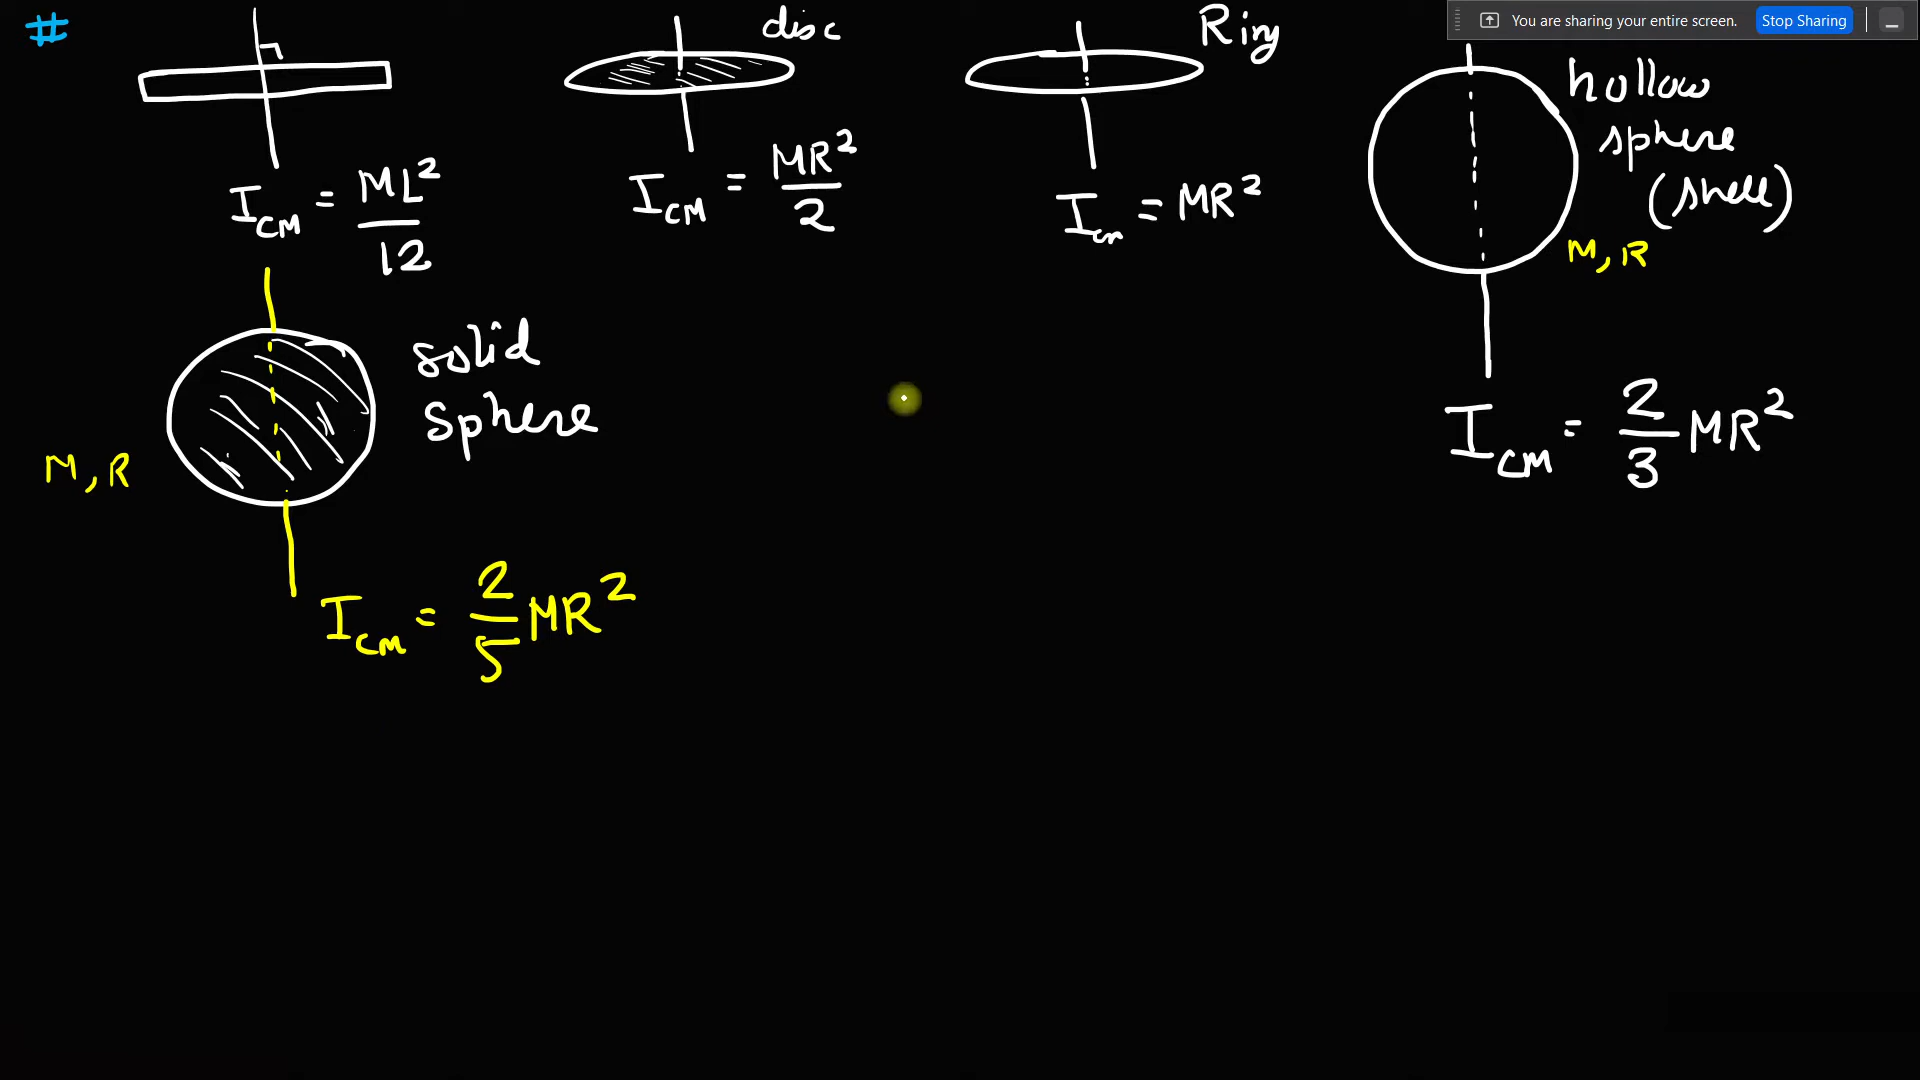 #
disc
Ring
You are sharing your entire screen. Stop Sharing
hollow
sphere
(shell)
M, R
I_CM = ML²/12
I_CM = MR²/2
I_cm = MR²
I_CM = 2/3 MR²
solid
sphere
M, R
I_cm = 2/5 MR²